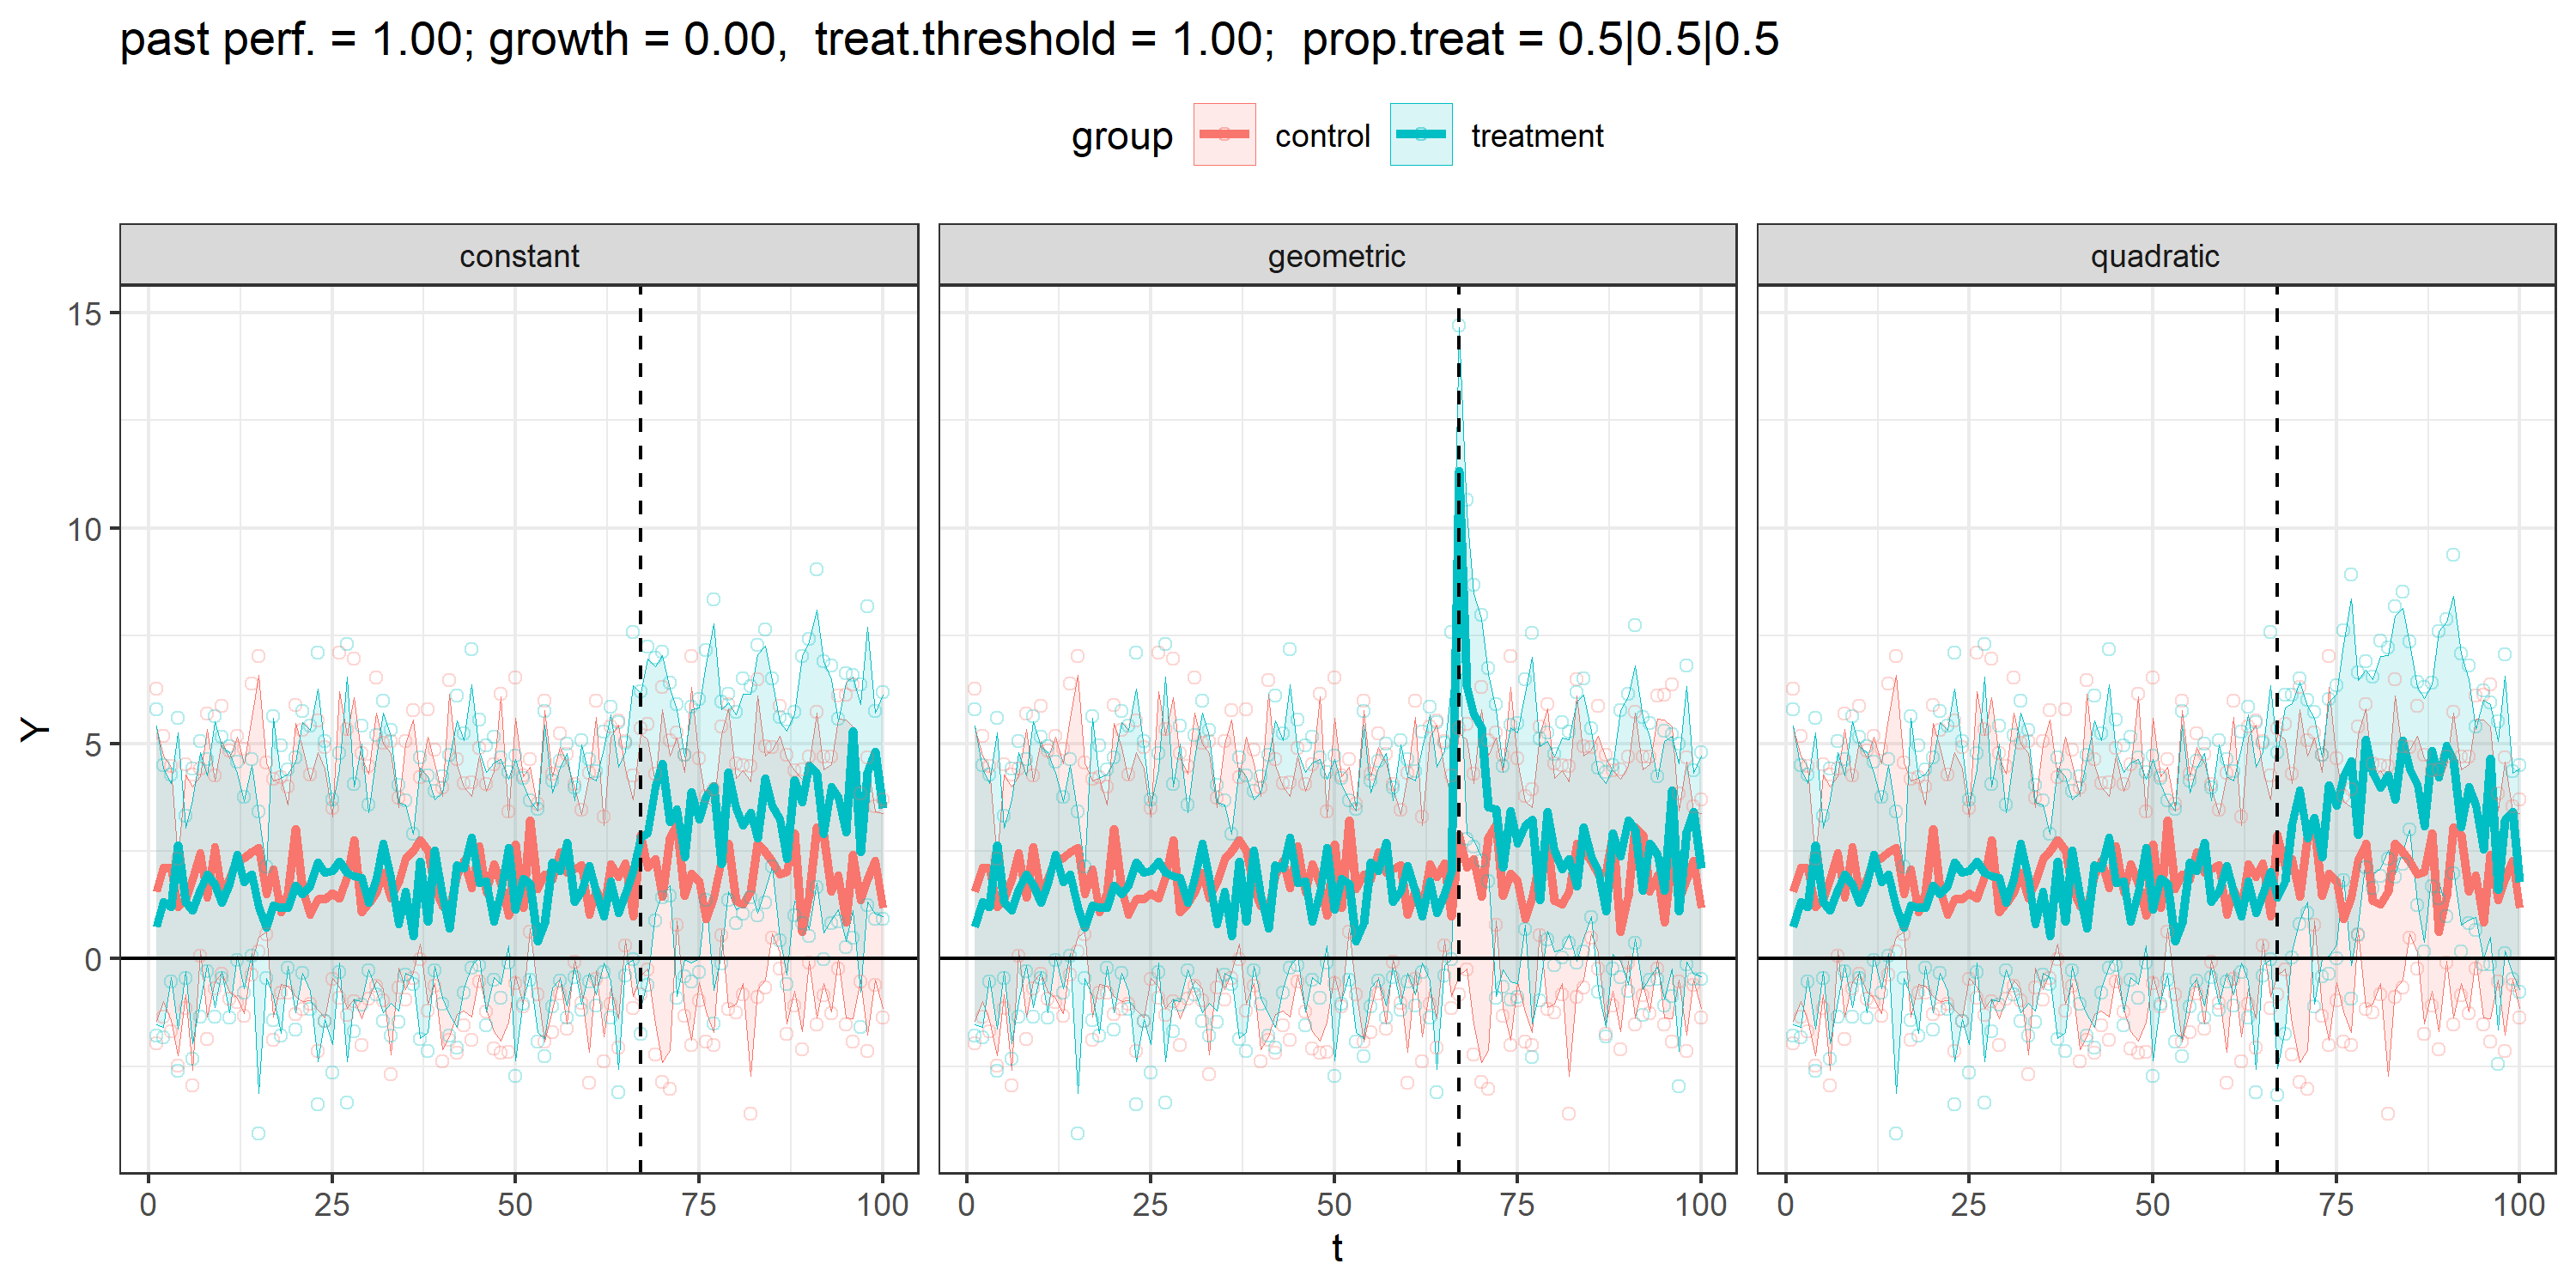 past perf. = 1.00; growth = 0.00,  treat.threshold = 1.00;  prop.treat = 0.5|0.5|0.5
group control treatment
constant geometric quadratic
15
10
5
0
Y
0 25 50 75 100 0 25 50 75 100 0 25 50 75 100
t